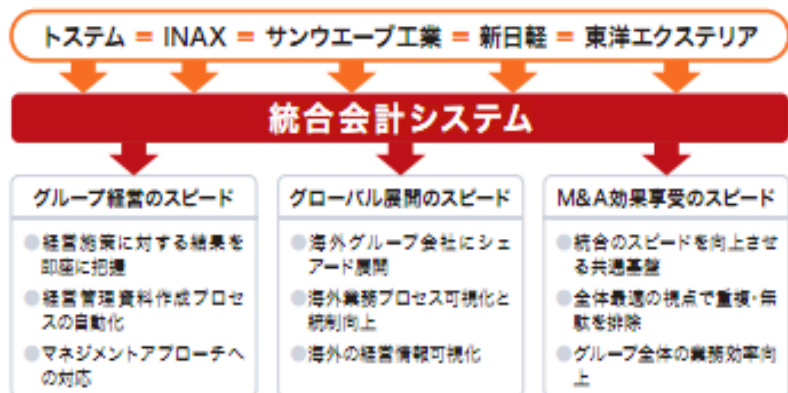 トステム = INAX = サンウエーブ工業 = 新日軽 = 東洋エクステリア
統合会計システム
グループ経営のスピード
●経営施策に対する結果を
即座に把握
●経営管理資料作成プロセ
スの自動化
●マネジメントアプローチへ
の対応
グローバル展開のスピード
●海外グループ会社にシェ
アード展開
●海外業務プロセス可視化と
統制向上
●海外の経営情報可視化
M&A効果享受のスピード
●統合のスピードを向上させ
る共通基盤
●全体最適の視点で重複・無
駄を排除
●グループ全体の業務効率向
上